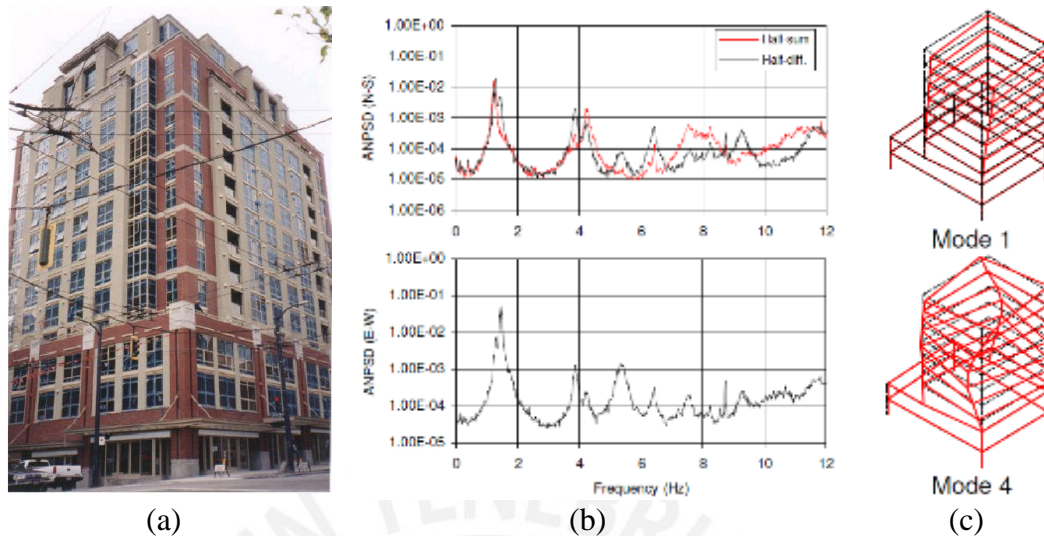 1.00E+00
1.00E-01
1.00E-02
1.00E-03
1.00E-04
1.00E-05
1.00E-06
ANPSD (N-S)
Half-sum
Half-diff.
0 2 4 6 8 10 12
1.00E+00
1.00E-01
1.00E-02
1.00E-03
1.00E-04
1.00E-05
ANPSD (E-W)
0 2 4 6 8 10 12
Frequency (Hz)
Mode 1
Mode 4
(a) (b) (c)